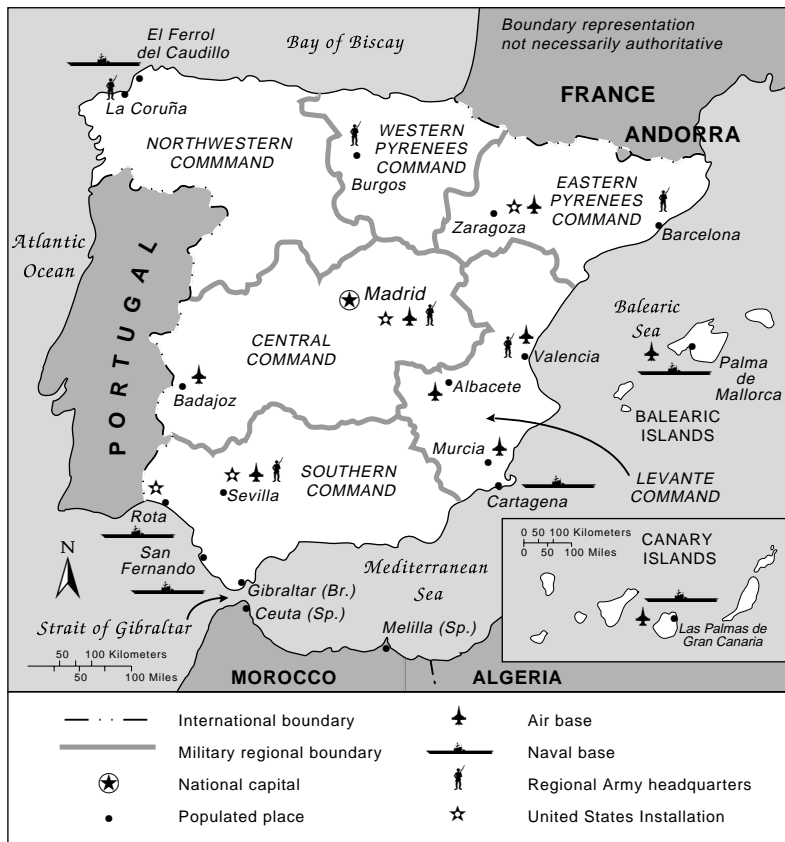 El Ferrol
del Caudillo
Bay of Biscay
Boundary representation
not necessarily authoritative
FRANCE
ANDORRA
La Coruña
NORTHWESTERN
COMMMAND
WESTERN
PYRENEES
COMMAND
Burgos
EASTERN
PYRENEES
COMMAND
Zaragoza
Barcelona
Atlantic
Ocean
PORTUGAL
Madrid
CENTRAL
COMMAND
Balearic
Sea
Valencia
Palma
de
Mallorca
Badajoz
Albacete
BALEARIC
ISLANDS
Murcia
SOUTHERN
COMMAND
Sevilla
LEVANTE
COMMAND
Cartagena
Rota
San
Fernando
N
Mediterranean
Sea
Gibraltar (Br.)
Ceuta (Sp.)
Strait of Gibraltar
Melilla (Sp.)
50 100 Kilometers
50 100 Miles
MOROCCO
ALGERIA
0 50 100 Kilometers
0 50 100 Miles
CANARY
ISLANDS
Las Palmas de
Gran Canaria
International boundary
Military regional boundary
National capital
Populated place
Air base
Naval base
Regional Army headquarters
United States Installation